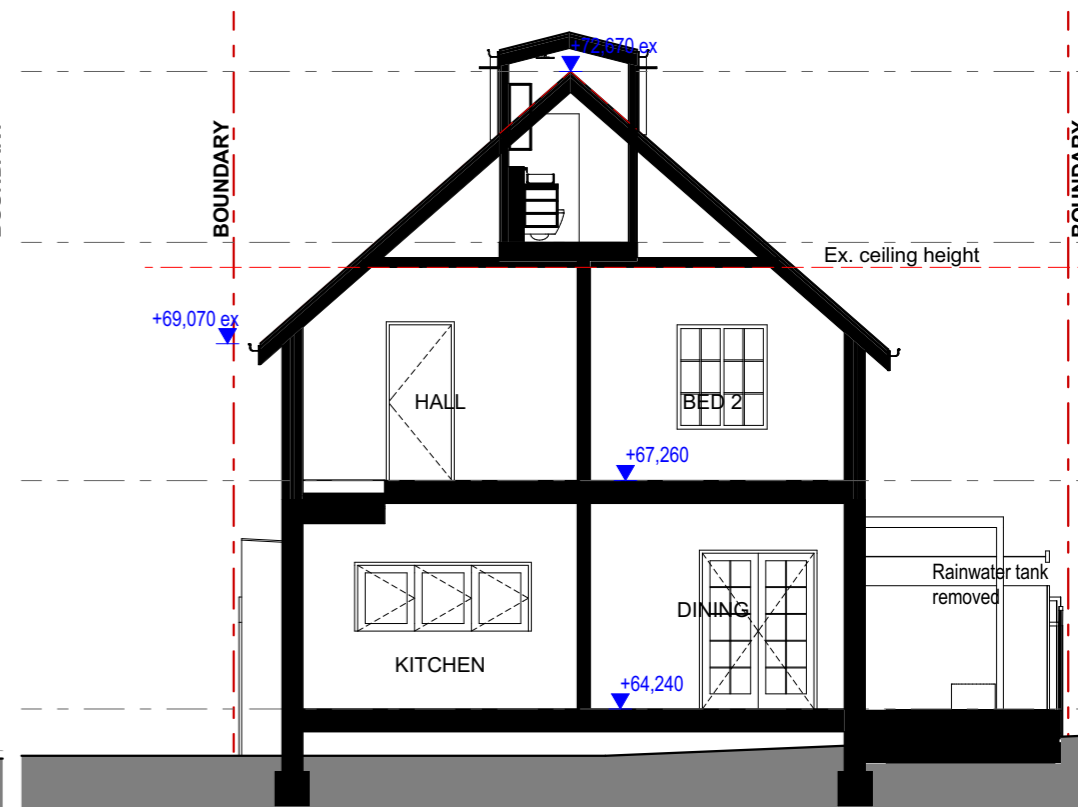 +72,670 ex
BOUNDARY
BOUNDARY
Ex. ceiling height
+69,070 ex
HALL
BED 2
+67,260
Rainwater tank
removed
DINING
KITCHEN
+64,240